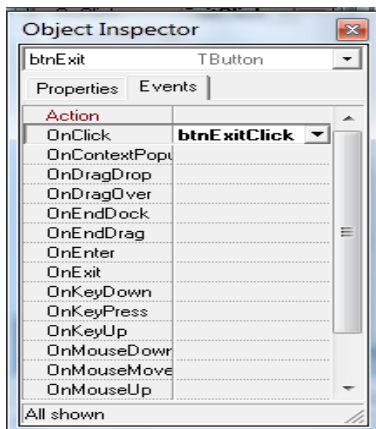 Object Inspector
btnExit TButton
Properties Events
Action
OnClick btnExitClick
OnContextPopu
OnDragDrop
OnDragOver
OnEndDock
OnEndDrag
OnEnter
OnExit
OnKeyDown
OnKeyPress
OnKeyUp
OnMouseDowr
OnMouseMove
OnMouseUp
All shown